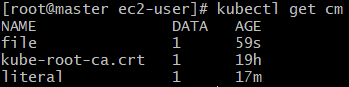 [root@master ec2-user]# kubectl get cm
NAME                DATA   AGE
file                1      59s
kube-root-ca.crt    1      19h
literal             1      17m